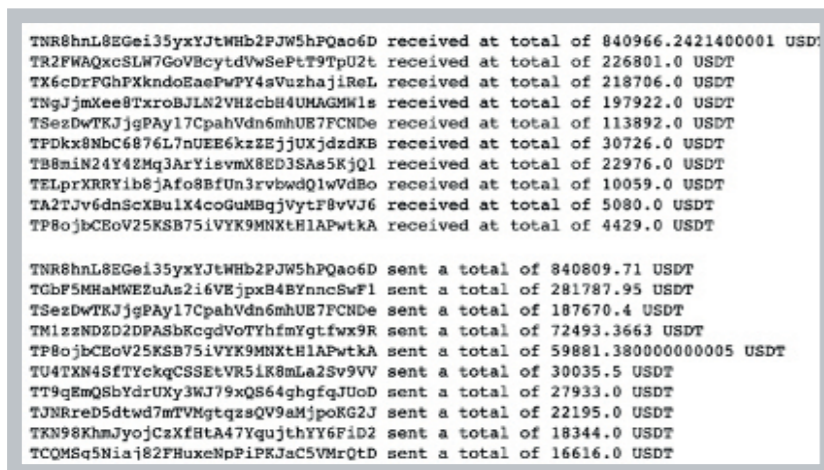 TNR8hnL8EGei35yxYJtWHb2PJW5hPQao6D received at total of 840966.2421400001 USDT
TR2FWAQxcSLW7GoVBcytdVwSePtT9TpU2t received at total of 226801.0 USDT
TX6cDrFGhPXkndoEaePwPY4sVuzhajiReL received at total of 218706.0 USDT
TNgJjmXee8TxroBJLN2VHZcbH4UMAGMW1s received at total of 197922.0 USDT
TSezDwTKJjgPAy17CpahVdn6mhUE7FCNDe received at total of 113892.0 USDT
TPDkx8NbC6876L7nUEE6kzZEjjUXjdzdKB received at total of 30726.0 USDT
TB8miN24Y4ZMq3ArYisvmX8ED3SAs5KjQ1 received at total of 22976.0 USDT
TELprXRRYib8jAfo8BfUn3rvbwdQ1wVdBo received at total of 10059.0 USDT
TA2TJv6dnScXBu1X4coGuMBqjVytF8vVJ6 received at total of 5080.0 USDT
TP8ojbCEoV25KSB75iVYK9MNXtH1APwtkA received at total of 4429.0 USDT
TNR8hnL8EGei35yxYJtWHb2PJW5hPQao6D sent a total of 840809.71 USDT
TGbF5MHaMWEZuAs2i6VEjpxB4BYnncSwF1 sent a total of 281787.95 USDT
TSezDwTKJjgPAy17CpahVdn6mhUE7FCNDe sent a total of 187670.4 USDT
TM1zzNDZD2DPASbKcgdVoTYhfmYgtfwx9R sent a total of 72493.3663 USDT
TP8ojbCEoV25KSB75iVYK9MNXtH1APwtkA sent a total of 59881.380000000005 USDT
TU4TXN4SfTYckqCSSEtVR5iK8mLa2Sv9VV sent a total of 30035.5 USDT
TT9qEmQSbYdrUXy3WJ79xQS64ghgfqJUoD sent a total of 27933.0 USDT
TJNRreD5dtwd7mTVMgtqzsQV9aMjpoKG2J sent a total of 22195.0 USDT
TKN98KhmJyojCzXfHtA47YqujthYY6FiD2 sent a total of 18344.0 USDT
TCQMSq5Niaj82FHuxeNpPiPKJaC5VMrQtD sent a total of 16616.0 USDT